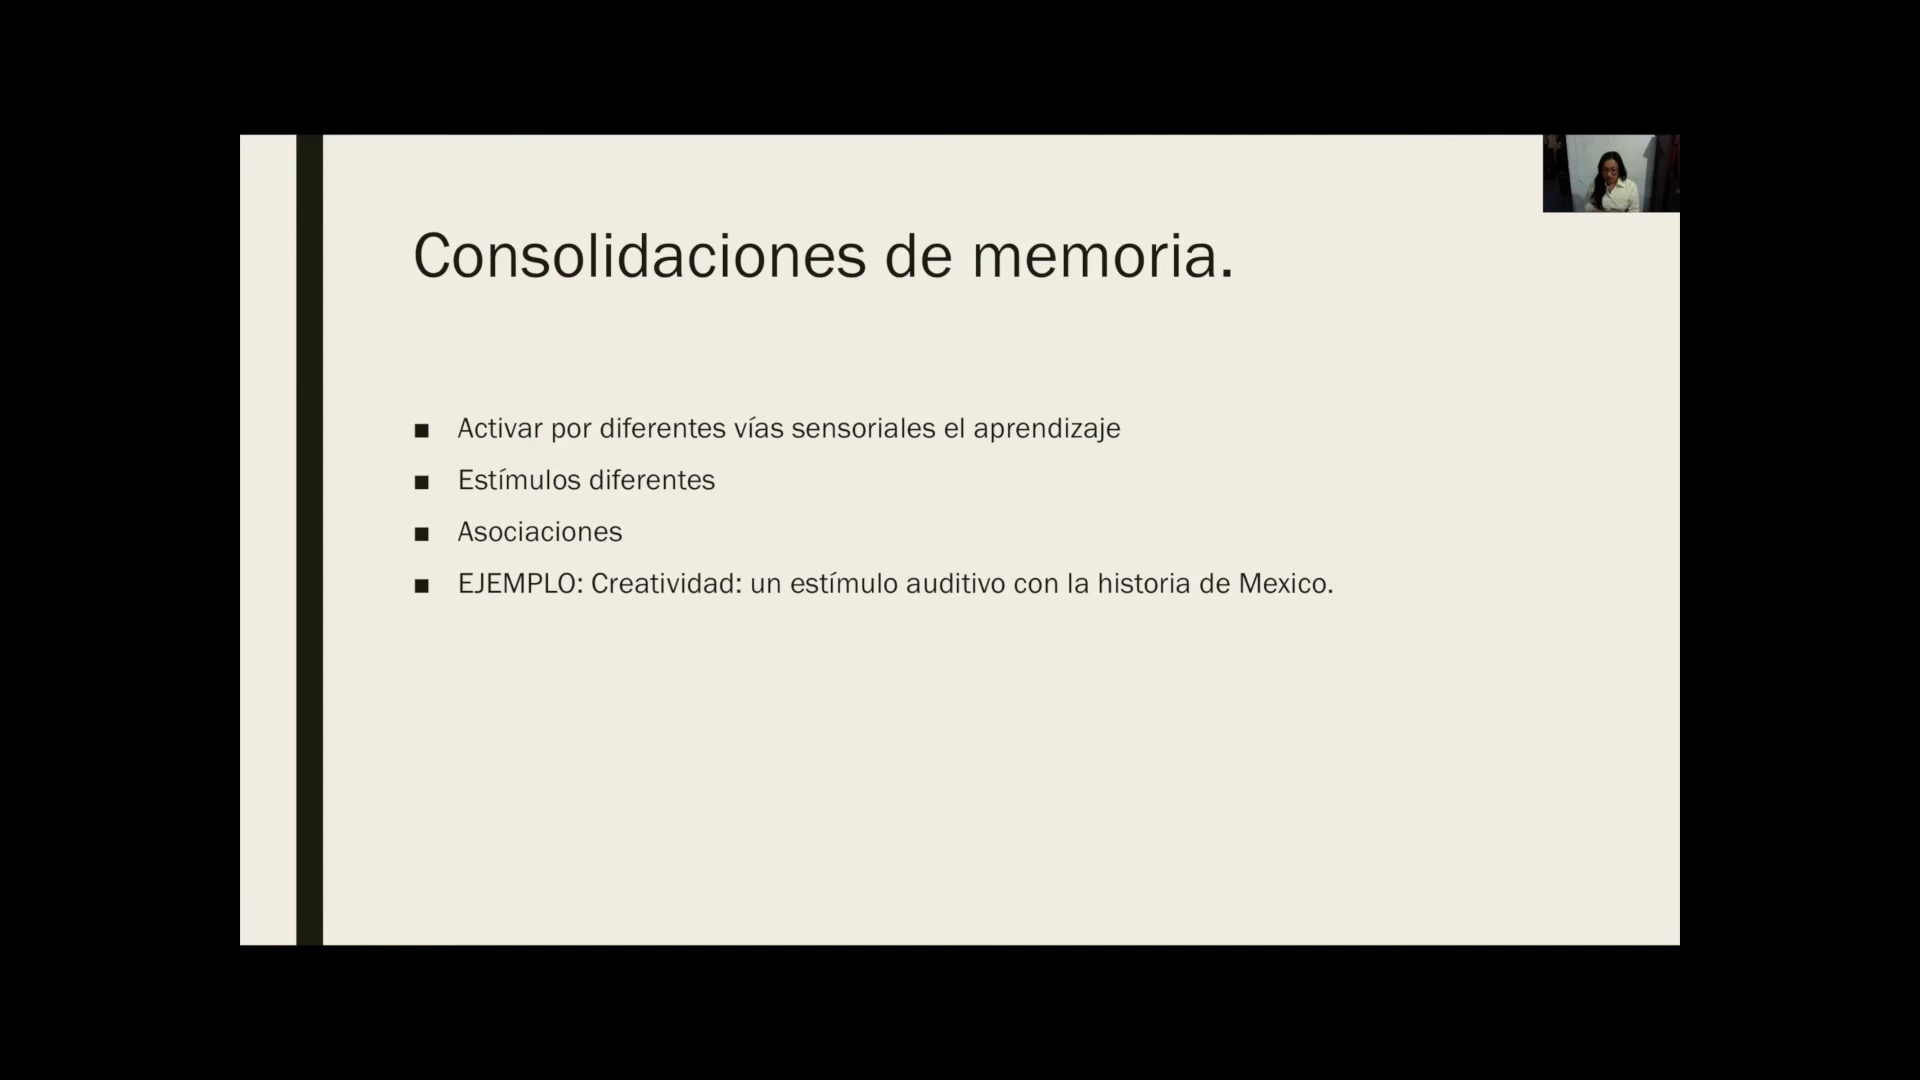 Consolidaciones de memoria.
Activar por diferentes vías sensoriales el aprendizaje
Estímulos diferentes
Asociaciones
EJEMPLO: Creatividad: un estímulo auditivo con la historia de Mexico.